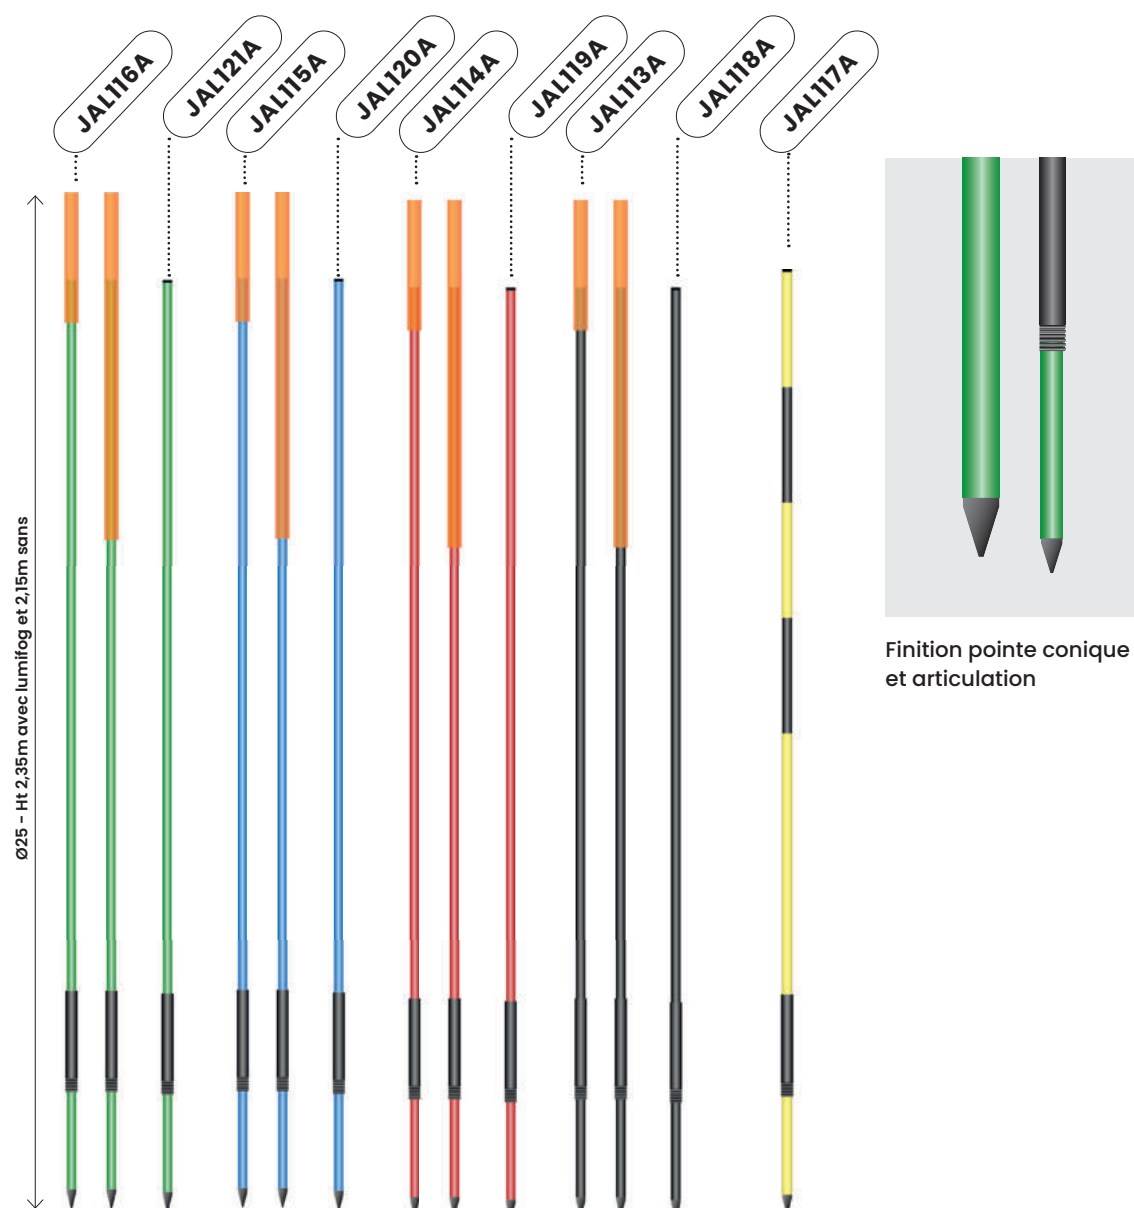 JAL116A
JAL121A
JAL115A
JAL120A
JAL114A
JAL119A
JAL113A
JAL118A
JAL117A
Ø25 - Ht 2,35m avec lumifog et 2,15m sans
Finition pointe conique
et articulation